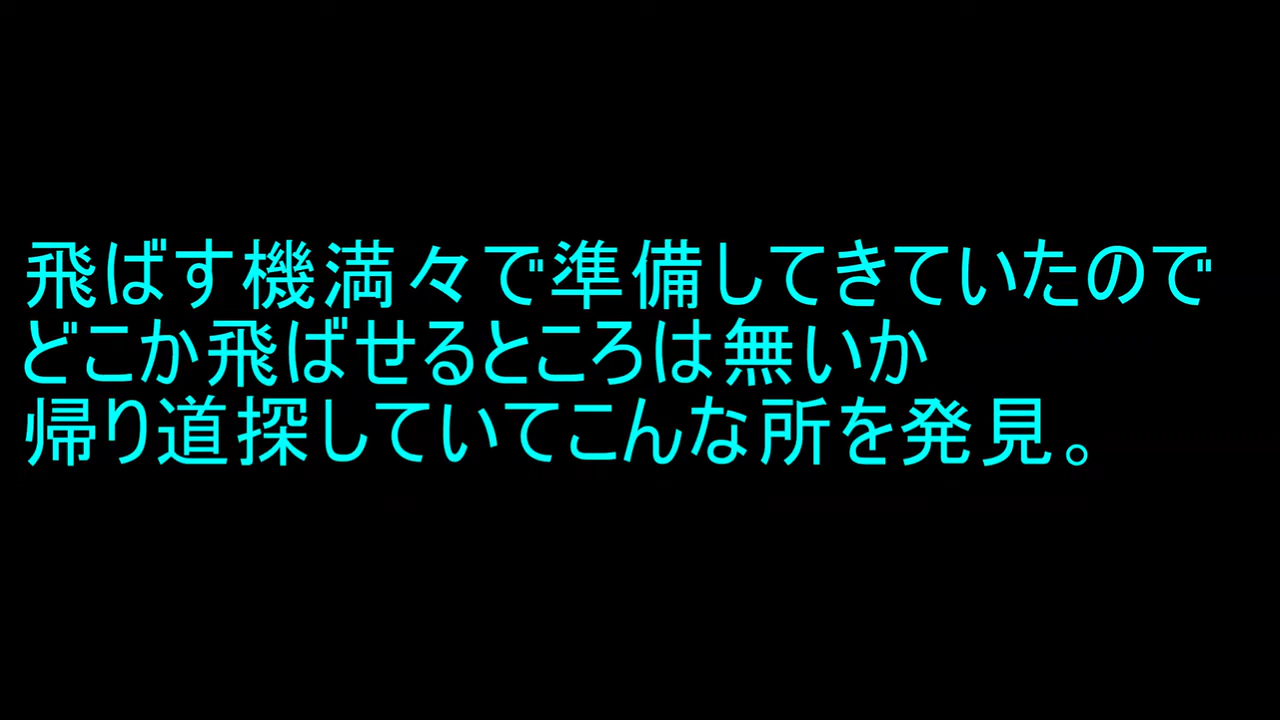 飛ばす機満々で準備してきていたので
どこか飛ばせるところは無いか
帰り道探していてこんな所を発見。